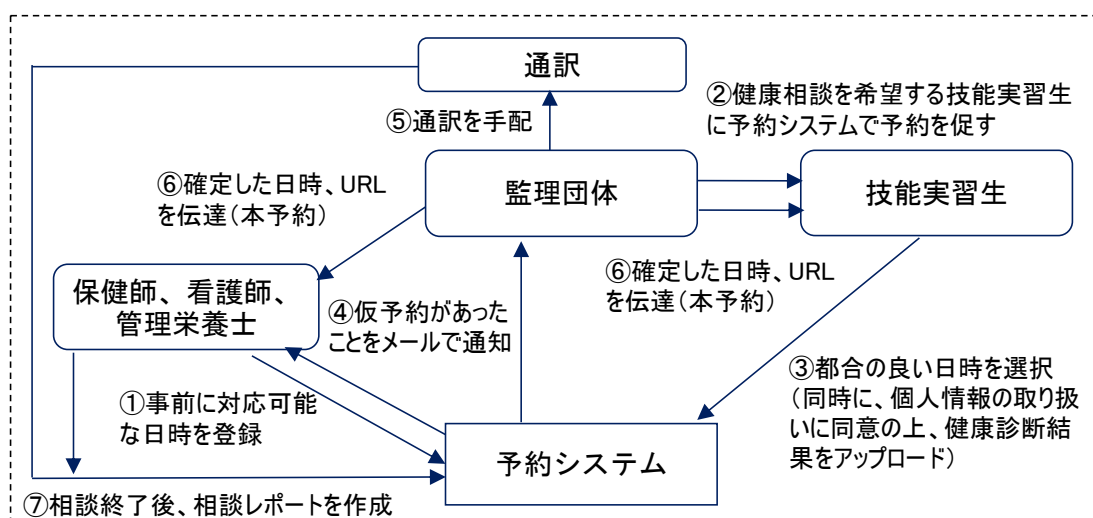 通訳
②健康相談を希望する技能実習生
に予約システムで予約を促す
⑤通訳を手配
⑥確定した日時、URL
を伝達（本予約）
監理団体
技能実習生
保健師、看護師、
管理栄養士
④仮予約があった
ことをメールで通知
⑥確定した日時、URL
を伝達（本予約）
①事前に対応可能
な日時を登録
③都合の良い日時を選択
（同時に、個人情報の取り扱
いに同意の上、健康診断結
果をアップロード）
予約システム
⑦相談終了後、相談レポートを作成